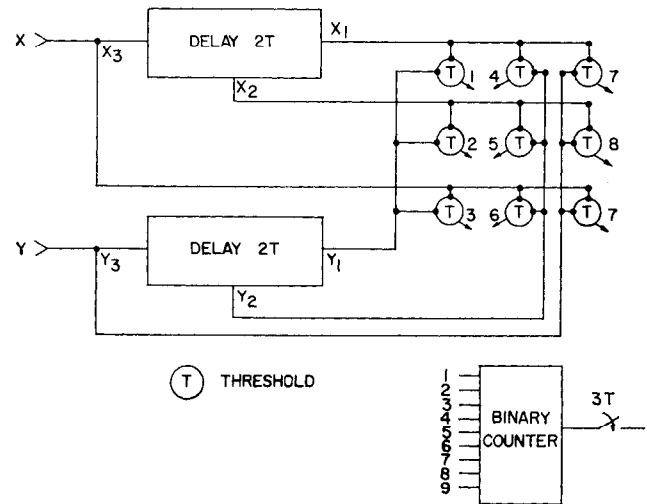 X
X3
DELAY 2T
X1
X2
T 1
4 T
T 7
T 2
5 T
T 8
T 3
6 T
T 7
Y
Y3
DELAY 2T
Y1
Y2
T THRESHOLD
1
2
3
4
5
6
7
8
9
BINARY
COUNTER
3T